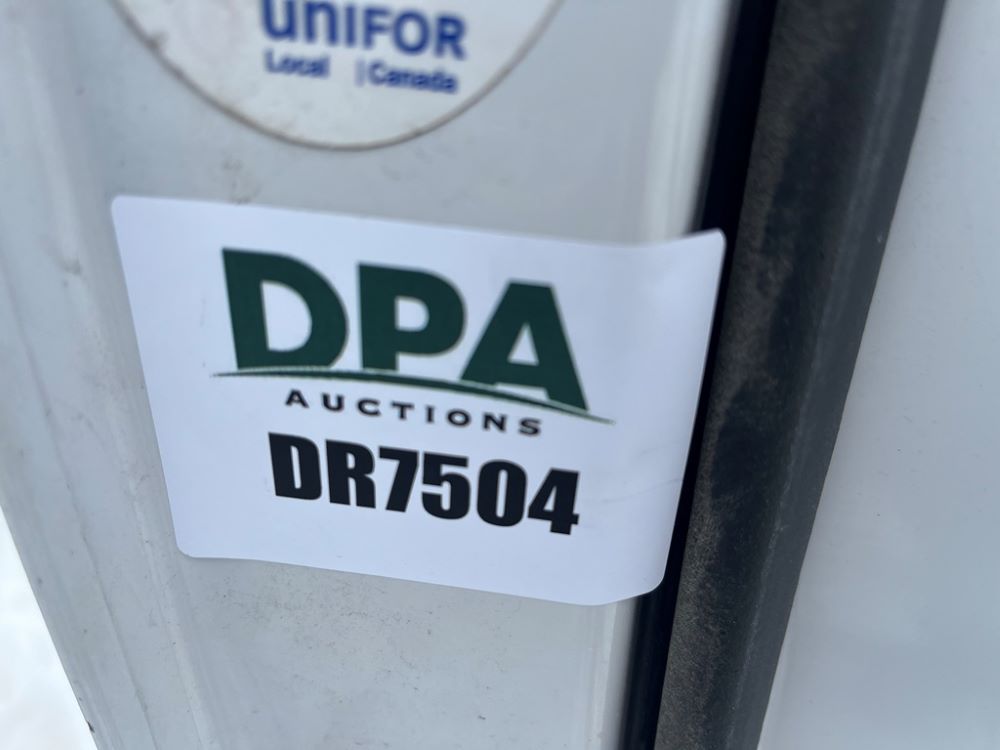 UNIFOR
Local | Canada
DPA
AUCTIONS
DR7504